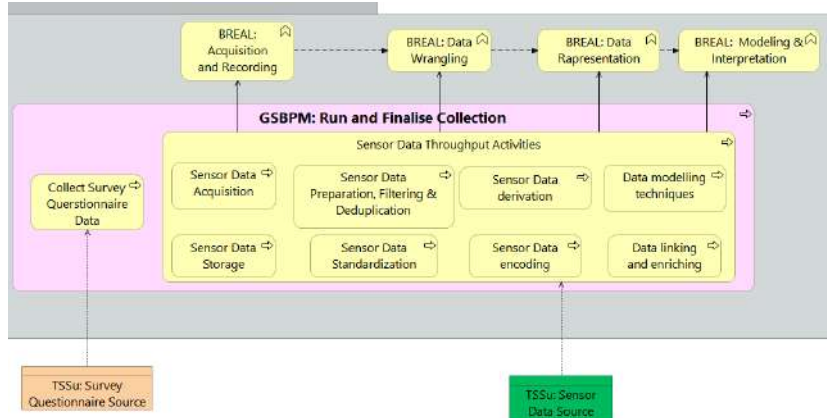 BREAL:
Acquisition
and Recording
BREAL: Data
Wrangling
BREAL: Data
Rapresentation
BREAL: Modeling &
Interpretation
GSBPM: Run and Finalise Collection
Sensor Data Throughput Activities
Collect Survey
Querstionnaire
Data
Sensor Data
Acquisition
Sensor Data
Preparation, Filtering &
Deduplication
Sensor Data
derivation
Data modelling
techniques
Sensor Data
Storage
Sensor Data
Standardization
Sensor Data
encoding
Data linking
and enriching
TSSu: Survey
Questionnaire Source
TSSu: Sensor
Data Source